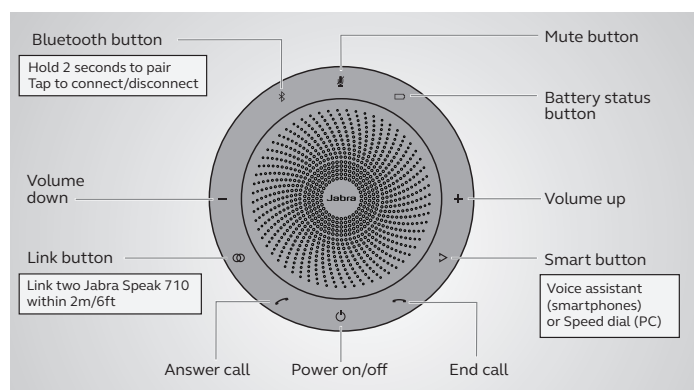 Bluetooth button
Hold 2 seconds to pair
Tap to connect/disconnect
Mute button
Battery status
button
Volume
down
Jabra
Volume up
Link button
Link two Jabra Speak 710
within 2m/6ft
Smart button
Voice assistant
(smartphones)
or Speed dial (PC)
Answer call
Power on/off
End call